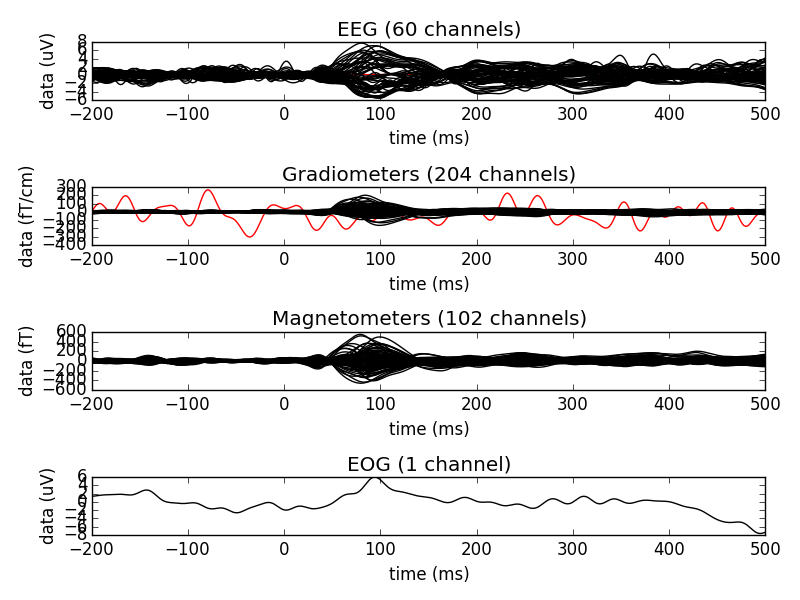 EEG (60 channels)
8
6
4
2
0
−2
−4
−6
data (uV)
−200 −100 0 100 200 300 400 500
time (ms)
Gradiometers (204 channels)
300
200
100
0
−100
−200
−300
−400
data (fT/cm)
−200 −100 0 100 200 300 400 500
time (ms)
Magnetometers (102 channels)
600
400
200
0
−200
−400
−600
data (fT)
−200 −100 0 100 200 300 400 500
time (ms)
EOG (1 channel)
6
4
2
0
−2
−4
−6
−8
data (uV)
−200 −100 0 100 200 300 400 500
time (ms)